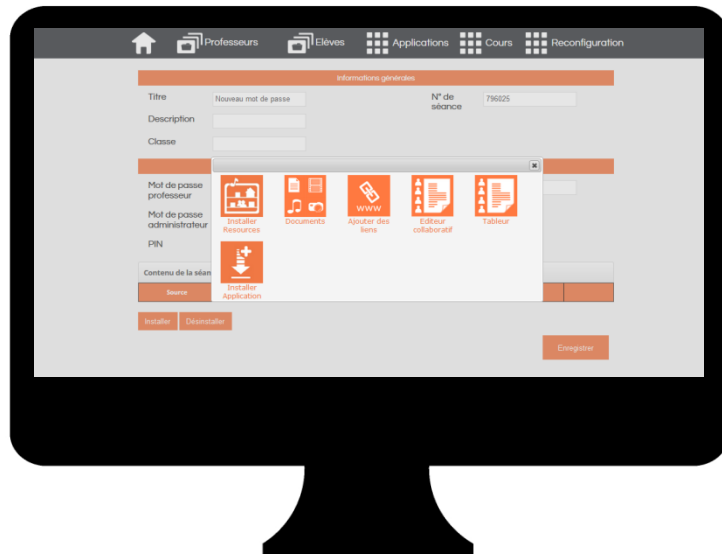 Professeurs
Elèves
Applications
Cours
Reconfiguration
Informations générales
Titre
Nouveau mot de passe
N° de
séance
796025
Description
Classe
Mot de passe
professeur
Mot de passe
administrateur
PIN
Installer
Resources
Documents
www
Ajouter des
liens
Editeur
collaboratif
Tableur
Installer
Application
Contenu de la séan
Source
Installer
Désinstaller
Enregistrer